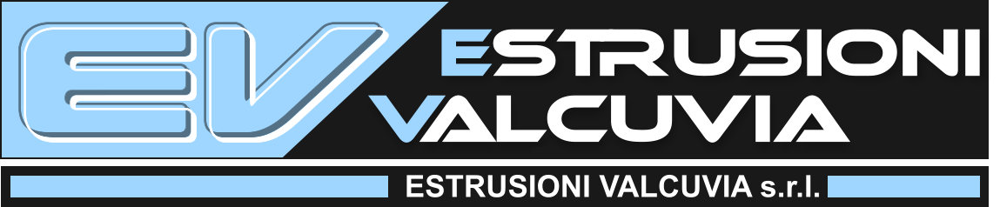 EV
ESTRUSIONI
VALCUVIA
ESTRUSIONI VALCUVIA s.r.l.